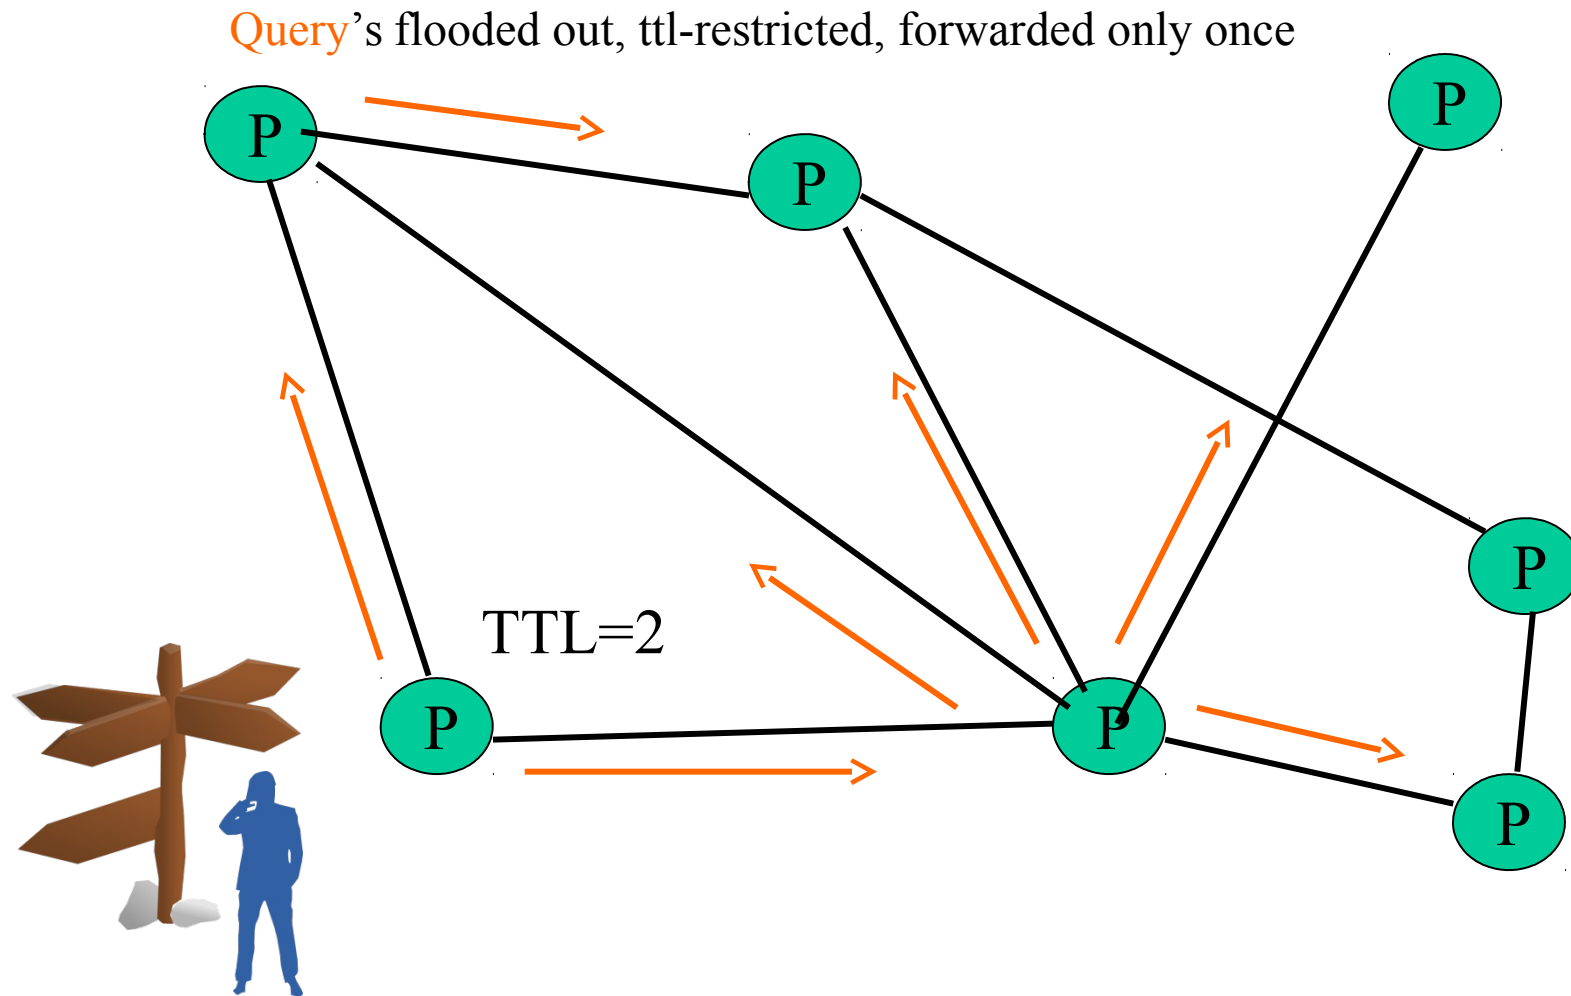 Query’s flooded out, ttl-restricted, forwarded only once
P
P
P
P
TTL=2
P
P
P